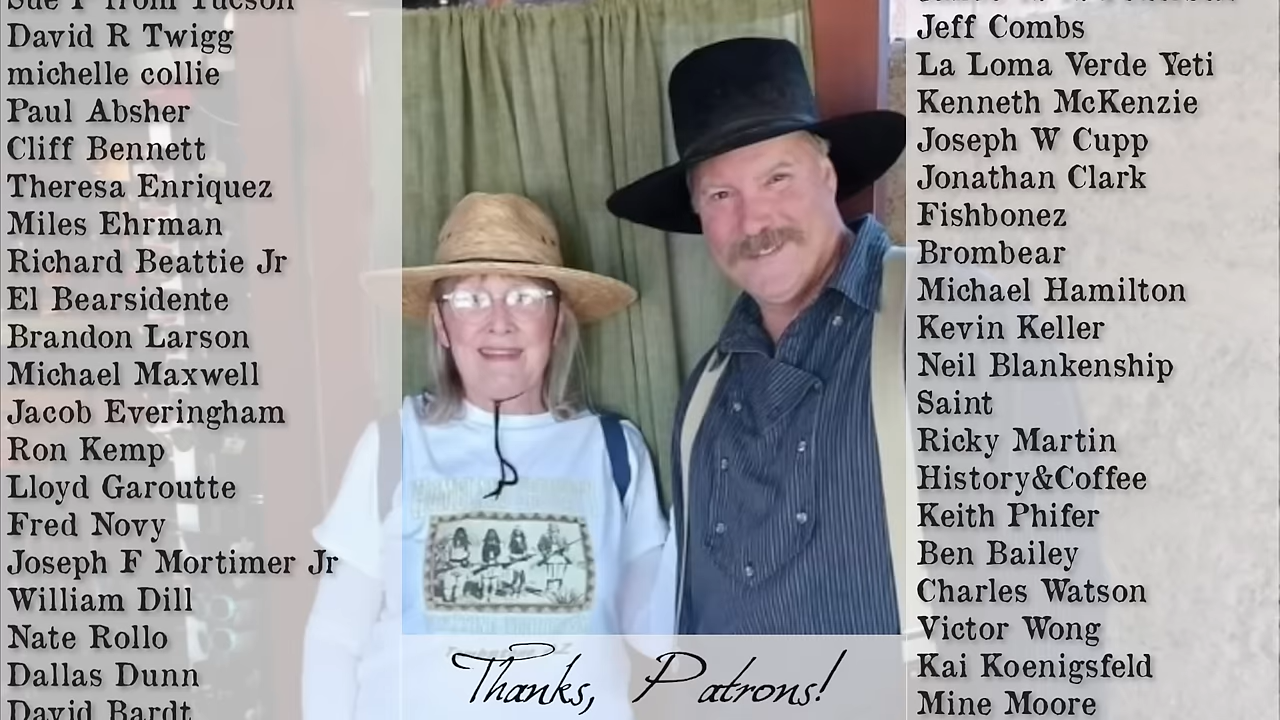 Sue P from Tucson
David R Twigg
michelle collie
Paul Absher
Cliff Bennett
Theresa Enriquez
Miles Ehrman
Richard Beattie Jr
El Bearsidente
Brandon Larson
Michael Maxwell
Jacob Everingham
Ron Kemp
Lloyd Garoutte
Fred Novy
Joseph F Mortimer Jr
William Dill
Nate Rollo
Dallas Dunn
David Bardt
Thanks, Patrons!
Jeff Combs
La Loma Verde Yeti
Kenneth McKenzie
Joseph W Cupp
Jonathan Clark
Fishbonez
Brombear
Michael Hamilton
Kevin Keller
Neil Blankenship
Saint
Ricky Martin
History&Coffee
Keith Phifer
Ben Bailey
Charles Watson
Victor Wong
Kai Koenigsfeld
Mine Moore